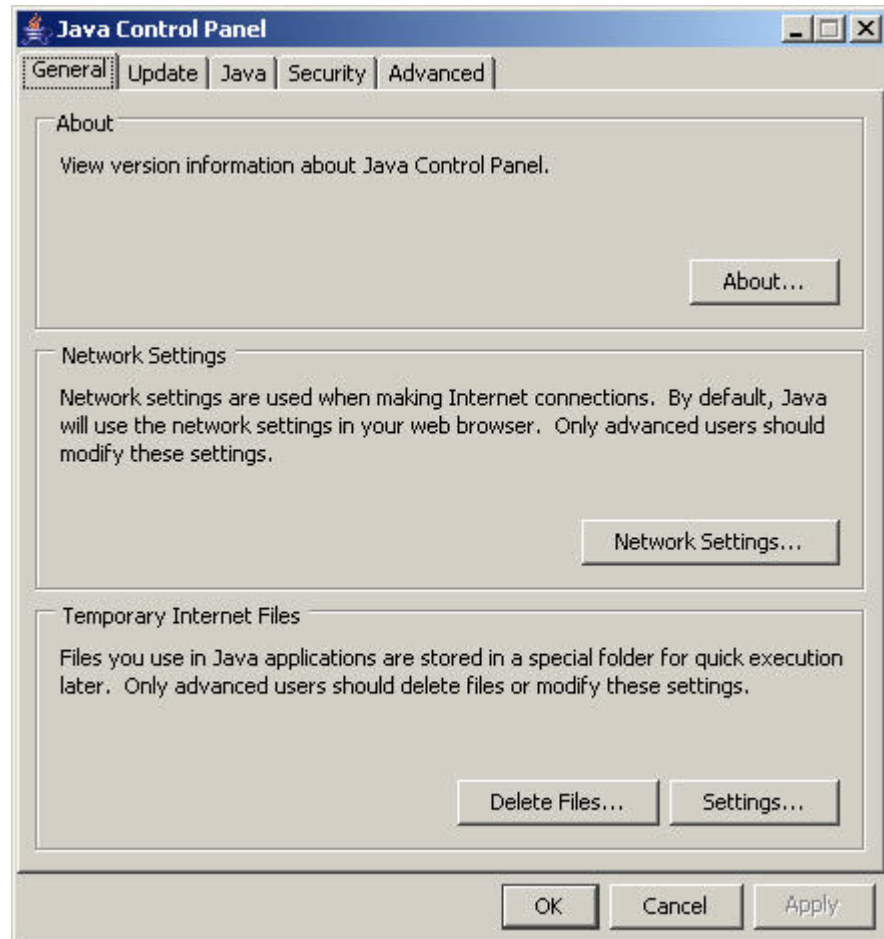 Java Control Panel
General Update Java Security Advanced
About
View version information about Java Control Panel.
About...
Network Settings
Network settings are used when making Internet connections.  By default, Java
will use the network settings in your web browser.  Only advanced users should
modify these settings.
Network Settings...
Temporary Internet Files
Files you use in Java applications are stored in a special folder for quick execution
later.  Only advanced users should delete files or modify these settings.
Delete Files... Settings...
OK Cancel Apply